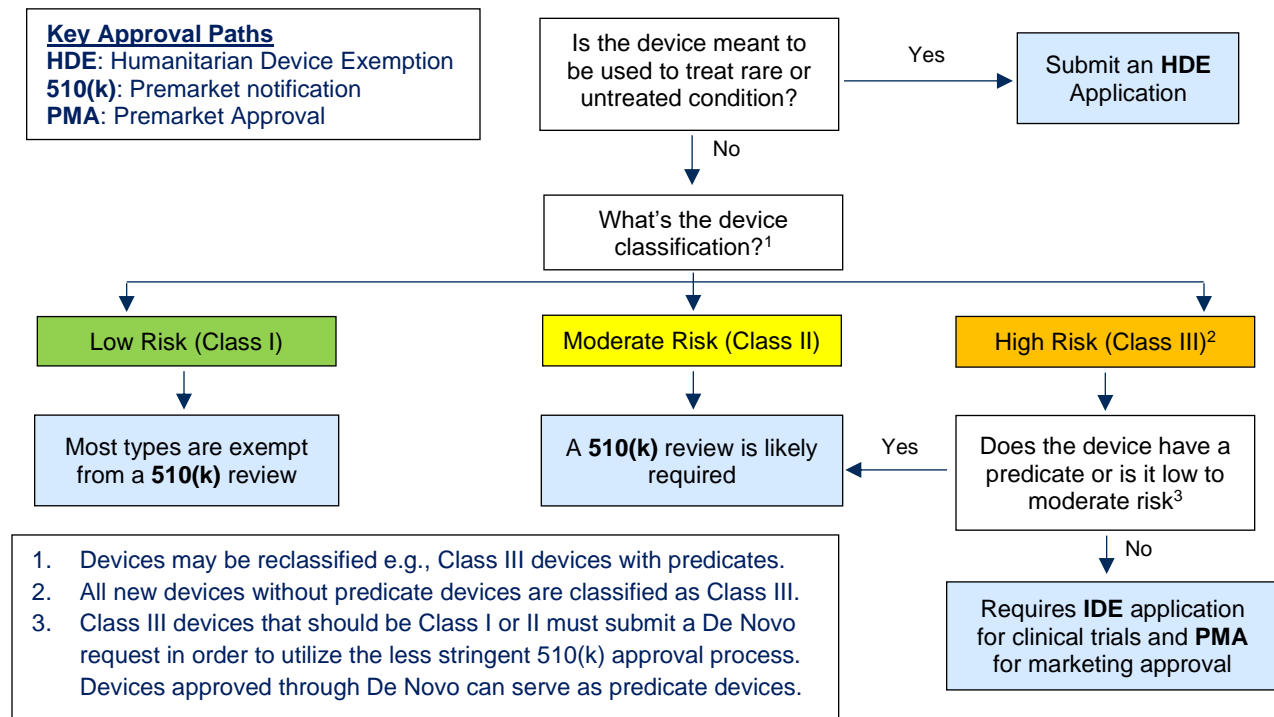 Key Approval Paths
HDE: Humanitarian Device Exemption
510(k): Premarket notification
PMA: Premarket Approval
Is the device meant to
be used to treat rare or
untreated condition?
Yes
Submit an HDE
Application
No
What's the device
classification?¹
Low Risk (Class I)
Moderate Risk (Class II)
High Risk (Class III)²
Most types are exempt
from a 510(k) review
A 510(k) review is likely
required
Yes
Does the device have a
predicate or is it low to
moderate risk³
No
Requires IDE application
for clinical trials and PMA
for marketing approval
1. Devices may be reclassified e.g., Class III devices with predicates.
2. All new devices without predicate devices are classified as Class III.
3. Class III devices that should be Class I or II must submit a De Novo
request in order to utilize the less stringent 510(k) approval process.
Devices approved through De Novo can serve as predicate devices.